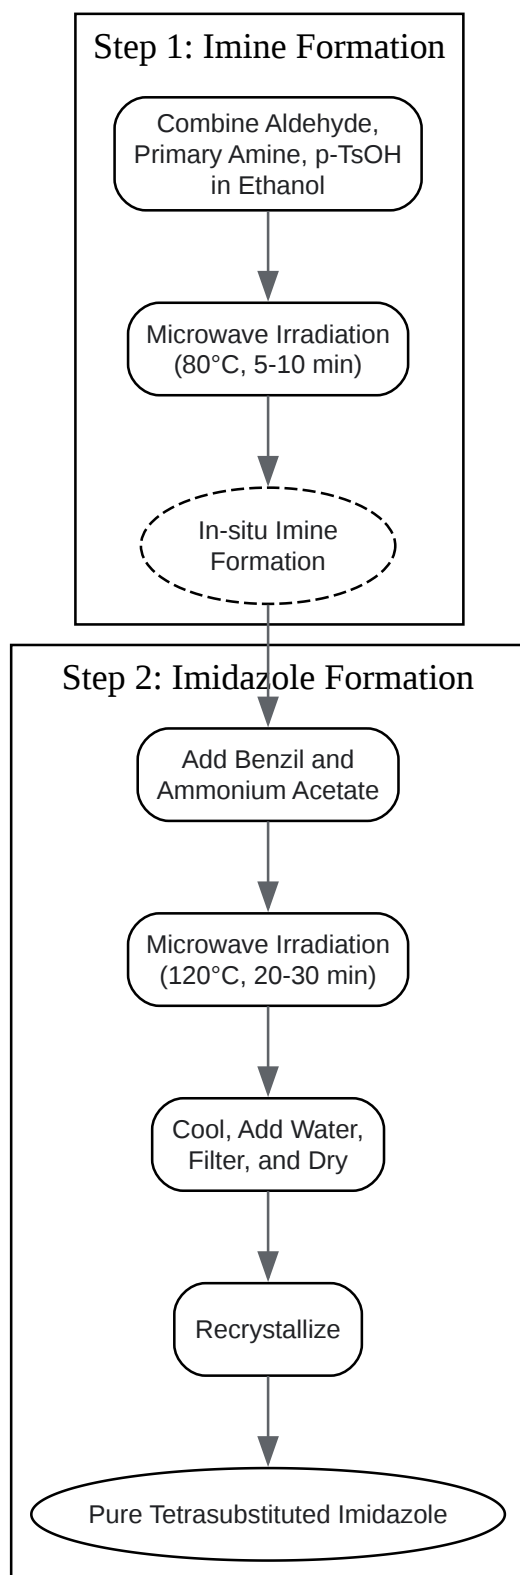 Step 1: Imine Formation
Combine Aldehyde,
Primary Amine, p-TsOH
in Ethanol
Microwave Irradiation
(80°C, 5-10 min)
In-situ Imine
Formation
Step 2: Imidazole Formation
Add Benzil and
Ammonium Acetate
Microwave Irradiation
(120°C, 20-30 min)
Cool, Add Water,
Filter, and Dry
Recrystallize
Pure Tetrasubstituted Imidazole